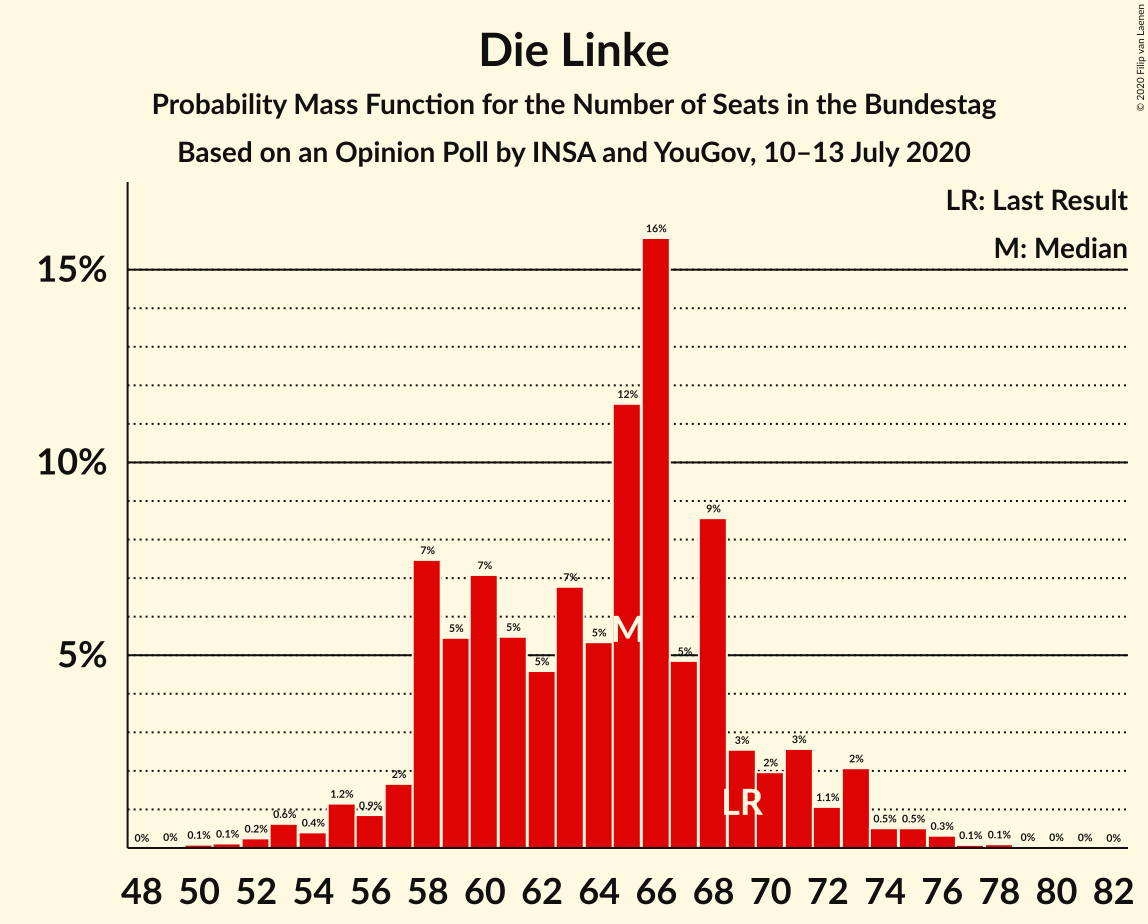 Die Linke
Probability Mass Function for the Number of Seats in the Bundestag
Based on an Opinion Poll by INSA and YouGov, 10–13 July 2020
© 2020 Filip van Laenen
LR: Last Result
M: Median
15%
10%
5%
0% 0% 0.1% 0.1% 0.2% 0.6% 0.4% 1.2% 0.9% 2% 7% 5% 7% 5% 5% 7% 5% 12% 16% 5% 9% 3% 2% 3% 1.1% 2% 0.5% 0.5% 0.3% 0.1% 0.1% 0% 0% 0% 0%
M
LR
48 50 52 54 56 58 60 62 64 66 68 70 72 74 76 78 80 82